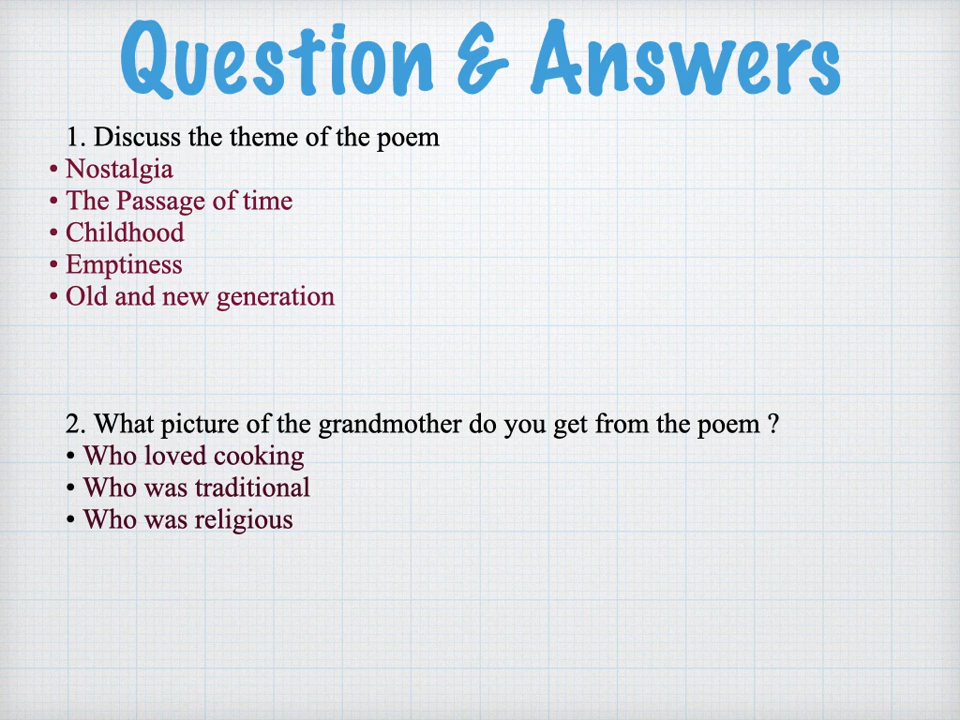 Question & Answers
1. Discuss the theme of the poem
• Nostalgia
• The Passage of time
• Childhood
• Emptiness
• Old and new generation
2. What picture of the grandmother do you get from the poem ?
• Who loved cooking
• Who was traditional
• Who was religious